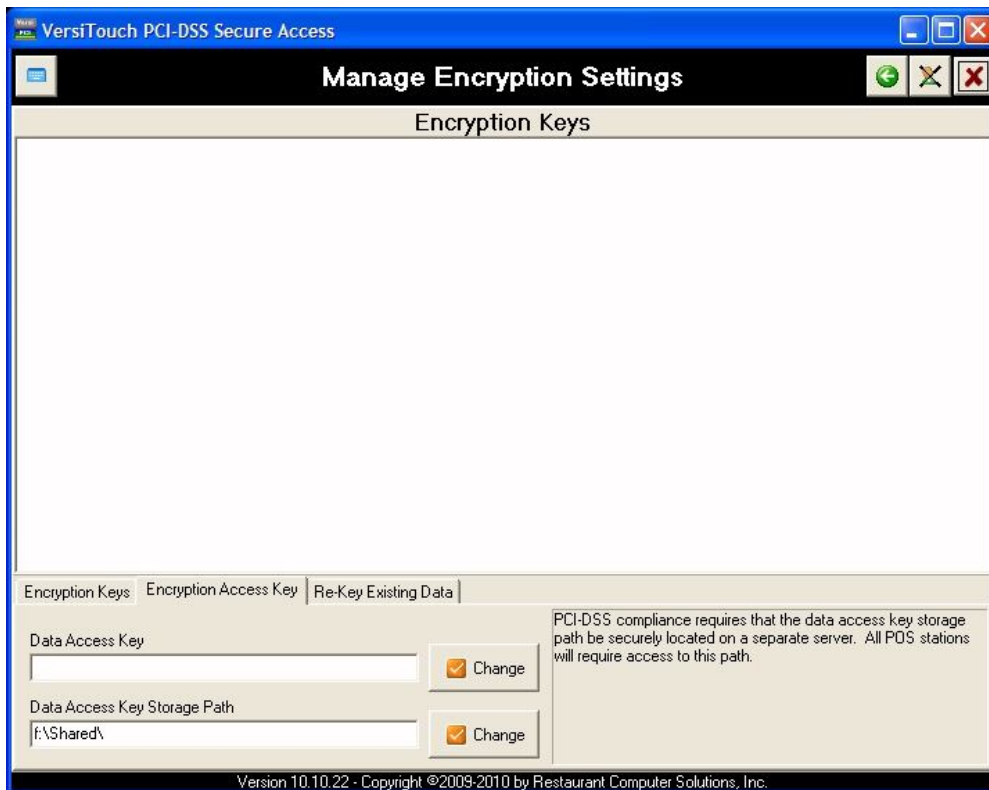 VersiTouch PCI-DSS Secure Access
Manage Encryption Settings
Encryption Keys
Encryption Keys Encryption Access Key Re-Key Existing Data
Data Access Key
Change
Data Access Key Storage Path
f:\Shared\
Change
PCI-DSS compliance requires that the data access key storage
path be securely located on a separate server. All POS stations
will require access to this path.
Version 10.10.22 - Copyright ©2009-2010 by Restaurant Computer Solutions, Inc.